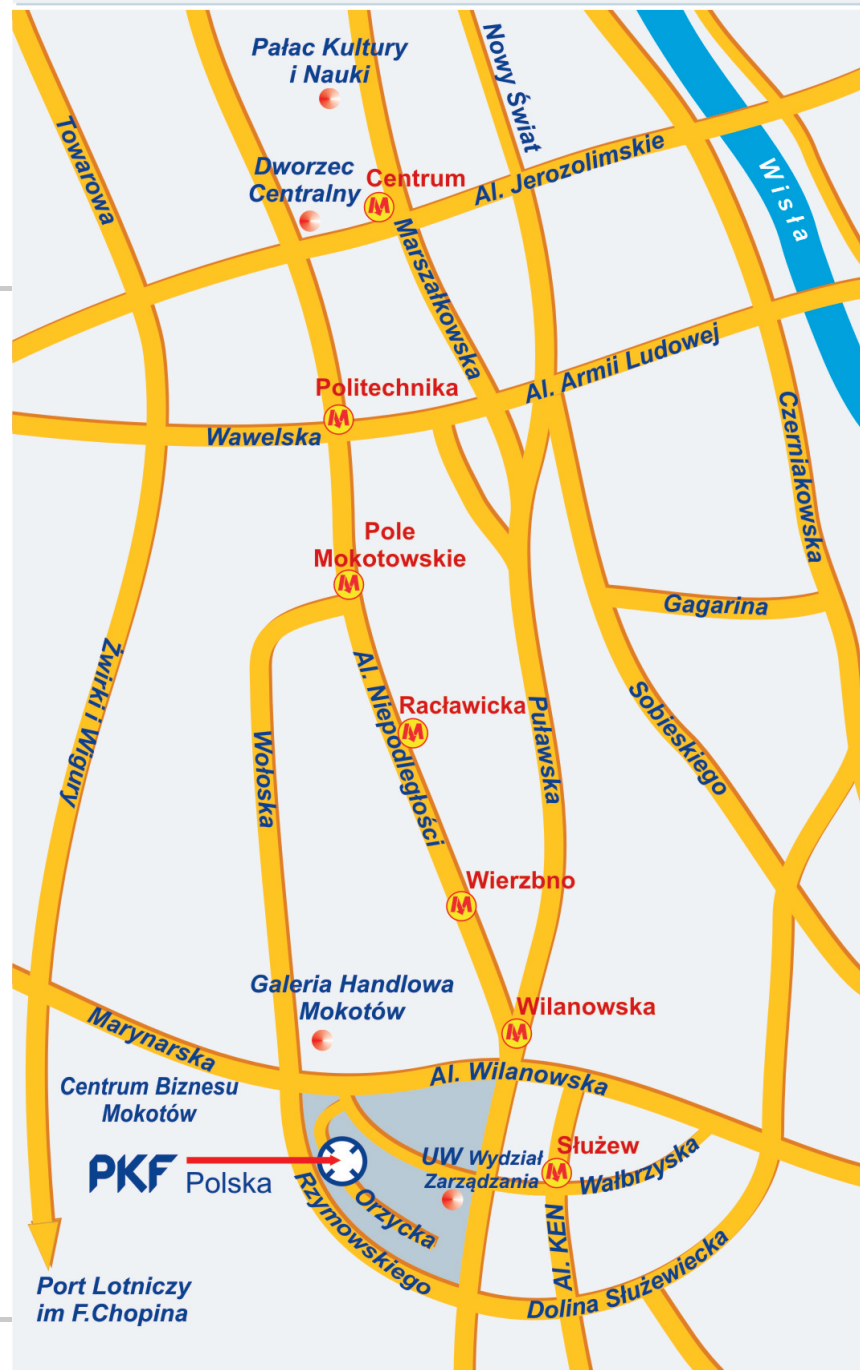 Pałac Kultury
i Nauki
Nowy Świat
Towarowa
Dworzec
Centralny
Centrum
Al. Jerozolimskie
Wisła
Marszałkowska
Politechnika
Al. Armii Ludowej
Wawelska
Czerniakowska
Pole
Mokotowskie
Gagarina
Żwirki i Wigury
Al. Niepodległości
Racławicka
Puławska
Sobieskiego
Wołoska
Wierzbno
Galeria Handlowa
Mokotów
Wilanowska
Marynarska
Al. Wilanowska
Centrum Biznesu
Mokotów
PKF Polska
UW Wydział
Zarządzania
Służew
Wałbrzyska
Rzymowskiego
Orzycka
Al. KEN
Dolina Służewiecka
Port Lotniczy
im F.Chopina